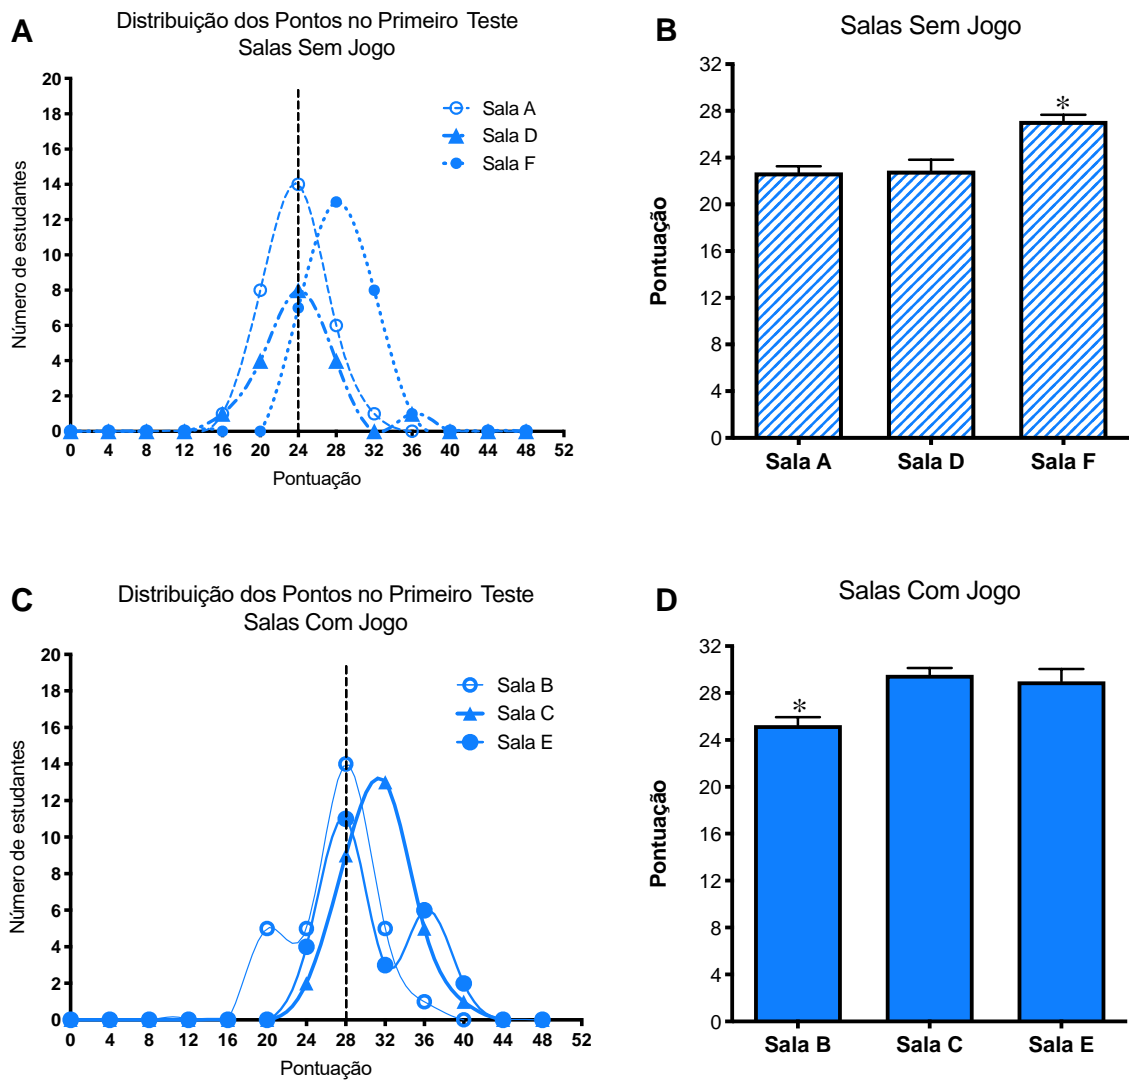 A
Distribuição dos Pontos no Primeiro Teste
Salas Sem Jogo
Número de estudantes
20
18
16
14
12
10
8
6
4
2
0
Sala A
Sala D
Sala F
0 4 8 12 16 20 24 28 32 36 40 44 48 52
Pontuação
B
Salas Sem Jogo
Pontuação
32
28
24
20
16
12
8
4
0
*
Sala A Sala D Sala F
C
Distribuição dos Pontos no Primeiro Teste
Salas Com Jogo
Número de estudantes
20
18
16
14
12
10
8
6
4
2
0
Sala B
Sala C
Sala E
0 4 8 12 16 20 24 28 32 36 40 44 48 52
Pontuação
D
Salas Com Jogo
Pontuação
32
28
24
20
16
12
8
4
0
*
Sala B Sala C Sala E